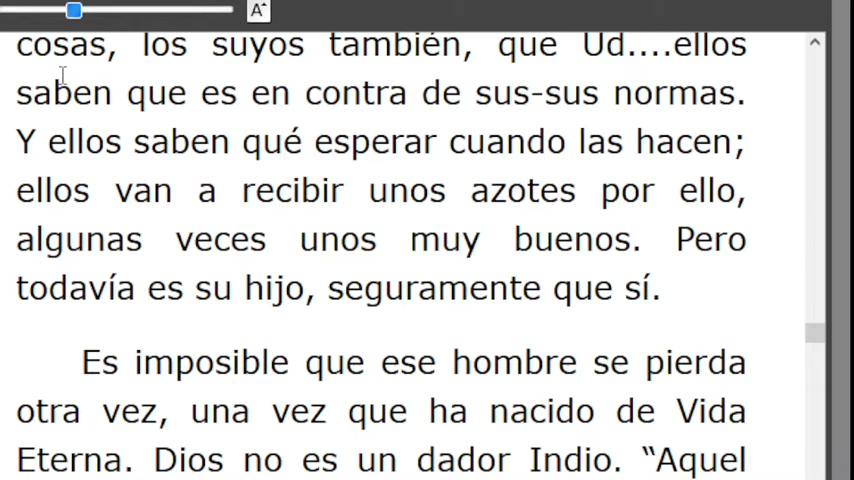 A
cosas, los suyos también, que Ud....ellos
saben que es en contra de sus-sus normas.
Y ellos saben qué esperar cuando las hacen;
ellos van a recibir unos azotes por ello,
algunas veces unos muy buenos. Pero
todavía es su hijo, seguramente que sí.
Es imposible que ese hombre se pierda
otra vez, una vez que ha nacido de Vida
Eterna. Dios no es un dador Indio. “Aquel